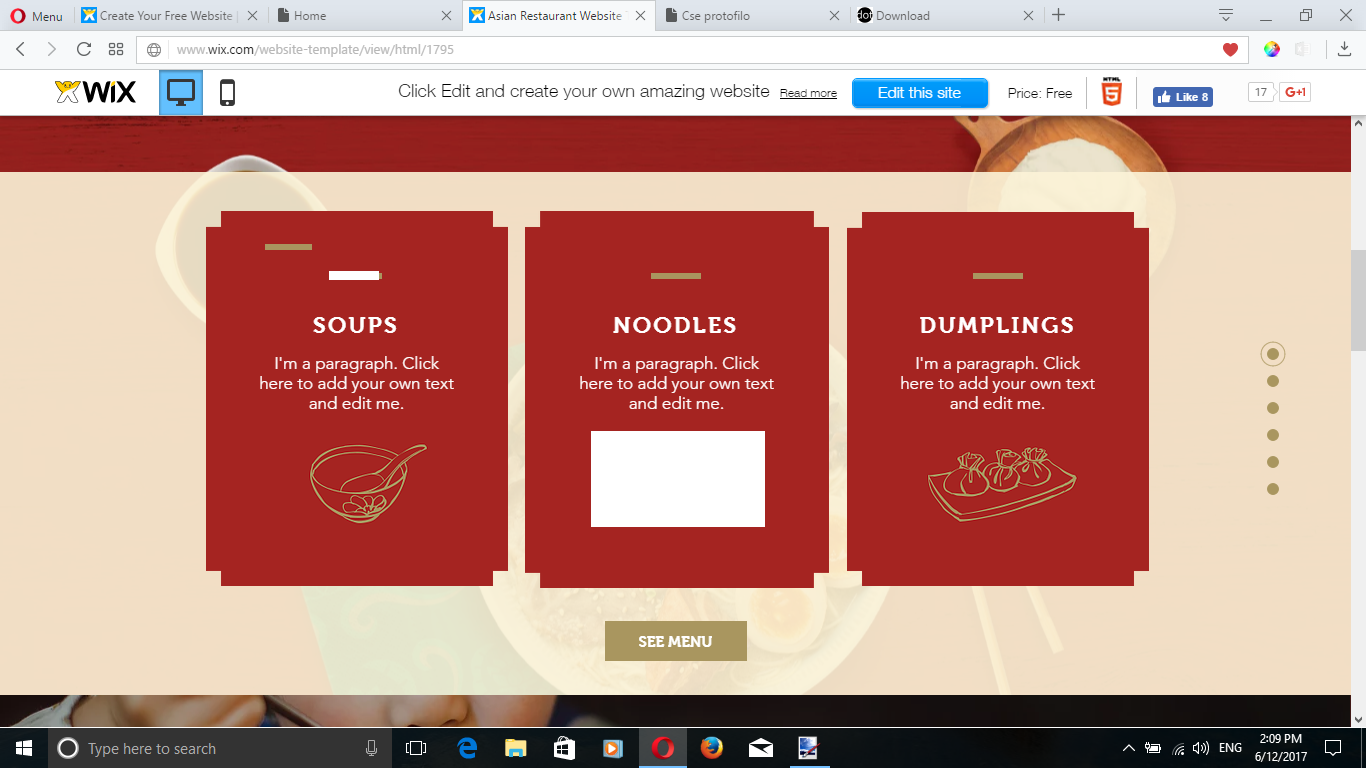 Menu
Create Your Free Website
Home
Asian Restaurant Website
Cse protofilo
dot
Download
www.wix.com/website-template/view/html/1795
WiX
Click Edit and create your own amazing website
Read more
Edit this site
Price: Free
HTML
5
Like 8
17
G+1
SOUPS
I'm a paragraph. Click
here to add your own text
and edit me.
NOODLES
I'm a paragraph. Click
here to add your own text
and edit me.
DUMPLINGS
I'm a paragraph. Click
here to add your own text
and edit me.
SEE MENU
Type here to search
ENG
2:09 PM
6/12/2017